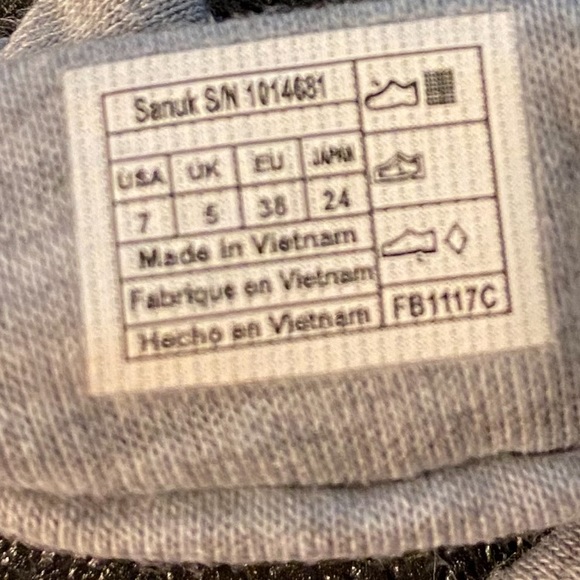 Sanuk S/N 1014681
USA UK EU JAPAN
7 5 38 24
Made in Vietnam
Fabrique en Vietnam
Hecho en Vietnam
FB1117C